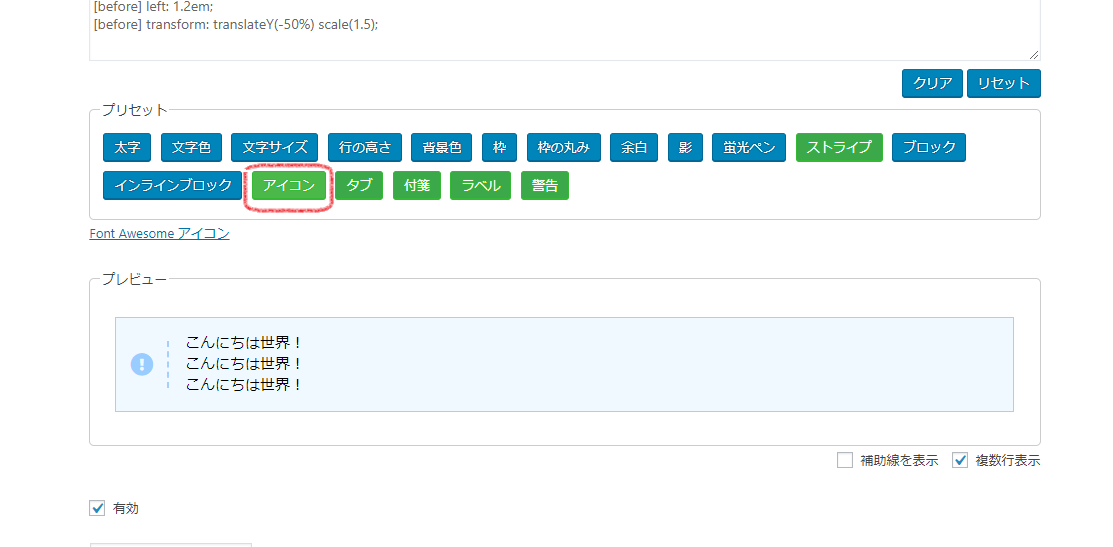 [before] left: 1.2em;
[before] transform: translateY(-50%) scale(1.5);
クリア リセット
プリセット
太字 文字色 文字サイズ 行の高さ 背景色 枠 枠の丸み 余白 影 蛍光ペン ストライプ ブロック
インラインブロック アイコン タブ 付箋 ラベル 警告
Font Awesome アイコン
プレビュー
こんにちは世界！
こんにちは世界！
こんにちは世界！
補助線を表示 複数行表示
有効